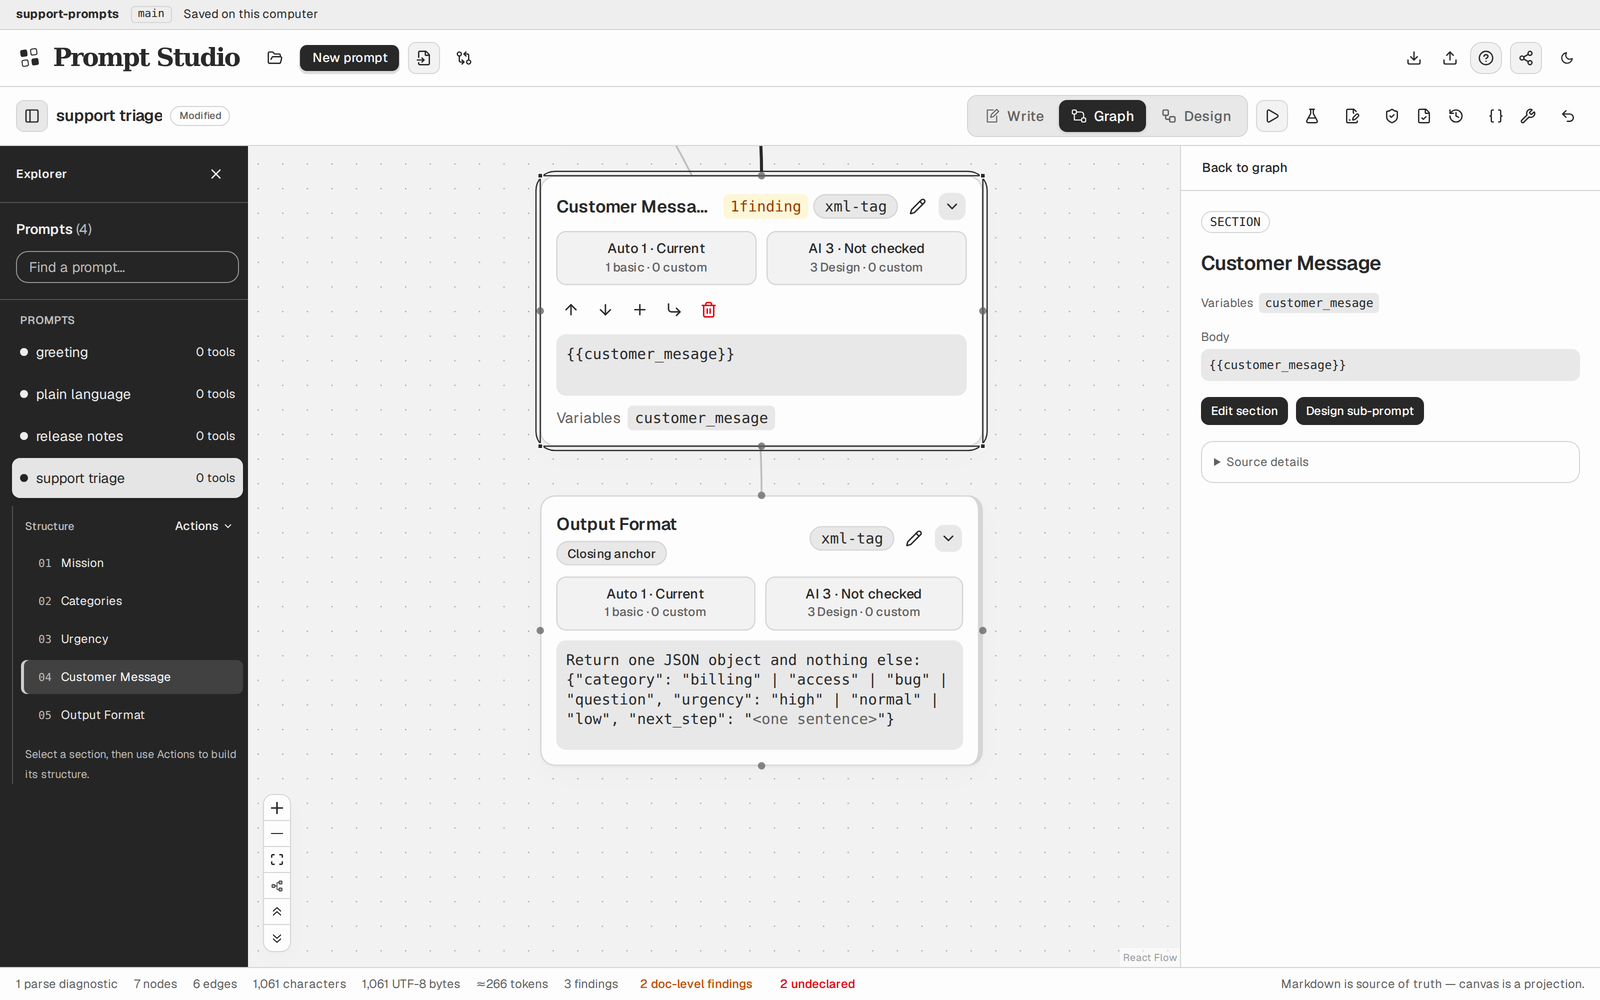 support-prompts main Saved on this computer
Prompt Studio New prompt
support triage Modified Write Graph Design
Explorer
Prompts (4)
Find a prompt...
PROMPTS
greeting 0 tools
plain language 0 tools
release notes 0 tools
support triage 0 tools
Structure Actions
01 Mission
02 Categories
03 Urgency
04 Customer Message
05 Output Format
Select a section, then use Actions to build
its structure.
Customer Messa... 1finding xml-tag
Auto 1 · Current
1 basic · 0 custom
AI 3 · Not checked
3 Design · 0 custom
{{customer_mesage}}
Variables customer_mesage
Output Format
Closing anchor
xml-tag
Auto 1 · Current
1 basic · 0 custom
AI 3 · Not checked
3 Design · 0 custom
Return one JSON object and nothing else:
{"category": "billing" | "access" | "bug" |
"question", "urgency": "high" | "normal" |
"low", "next_step": "<one sentence>"}
React Flow
Back to graph
SECTION
Customer Message
Variables customer_mesage
Body
{{customer_mesage}}
Edit section Design sub-prompt
Source details
1 parse diagnostic 7 nodes 6 edges 1,061 characters 1,061 UTF-8 bytes ≈266 tokens 3 findings 2 doc-level findings 2 undeclared Markdown is source of truth — canvas is a projection.